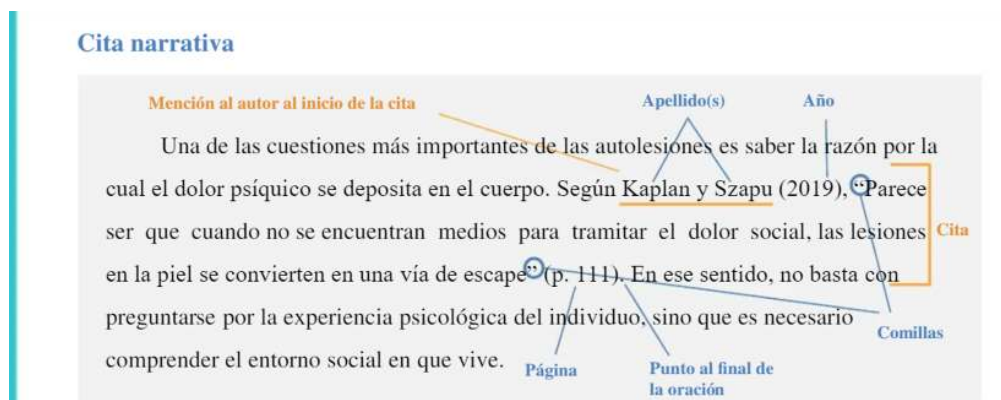 Cita narrativa
Mención al autor al inicio de la cita
Apellido(s)
Año
Una de las cuestiones más importantes de las autolesiones es saber la razón por la
cual el dolor psíquico se deposita en el cuerpo. Según Kaplan y Szapu (2019), “Parece
ser que cuando no se encuentran medios para tramitar el dolor social, las lesiones
Cita
en la piel se convierten en una vía de escape” (p. 111). En ese sentido, no basta con
preguntarse por la experiencia psicológica del individuo, sino que es necesario
Comillas
comprender el entorno social en que vive.
Página
Punto al final de
la oración